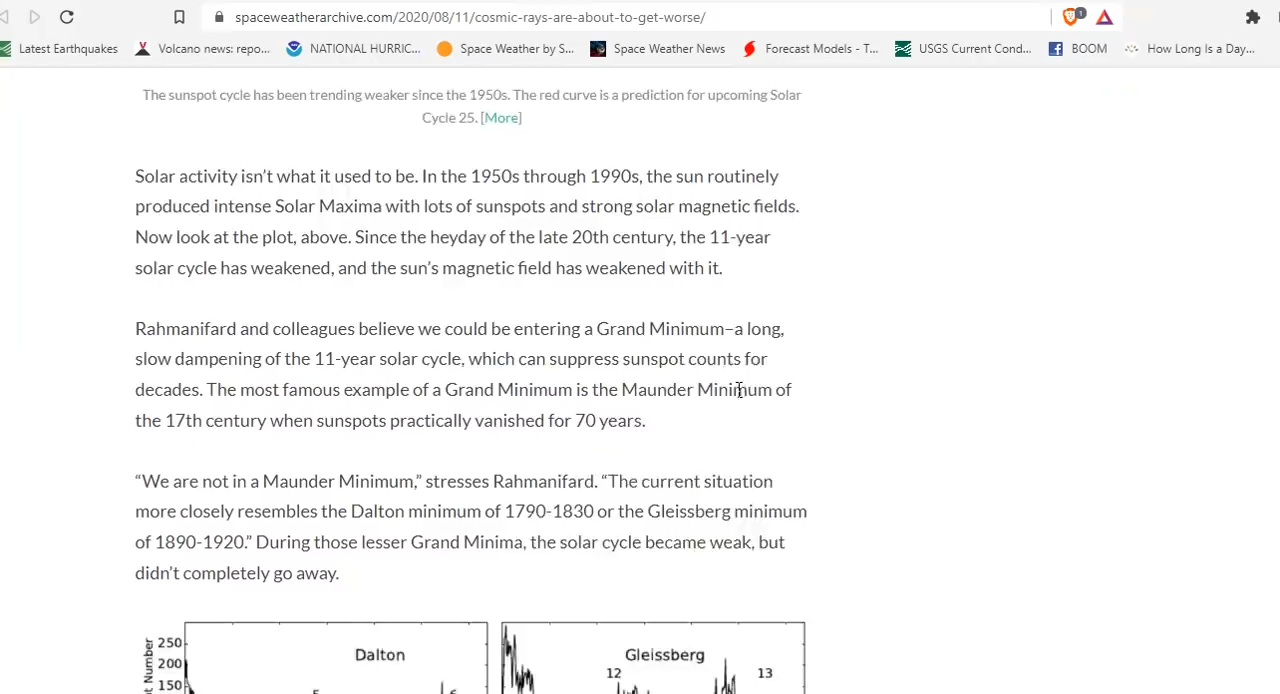 spaceweatherarchive.com/2020/08/11/cosmic-rays-are-about-to-get-worse/
1
Latest Earthquakes
Volcano news: repo...
NATIONAL HURRIC...
Space Weather by S...
Space Weather News
Forecast Models - T...
USGS Current Cond...
BOOM
How Long Is a Day...
The sunspot cycle has been trending weaker since the 1950s. The red curve is a prediction for upcoming Solar
Cycle 25. [More]
Solar activity isn’t what it used to be. In the 1950s through 1990s, the sun routinely
produced intense Solar Maxima with lots of sunspots and strong solar magnetic fields.
Now look at the plot, above. Since the heyday of the late 20th century, the 11-year
solar cycle has weakened, and the sun’s magnetic field has weakened with it.
Rahmanifard and colleagues believe we could be entering a Grand Minimum–a long,
slow dampening of the 11-year solar cycle, which can suppress sunspot counts for
decades. The most famous example of a Grand Minimum is the Maunder Minimum of
the 17th century when sunspots practically vanished for 70 years.
“We are not in a Maunder Minimum,” stresses Rahmanifard. “The current situation
more closely resembles the Dalton minimum of 1790-1830 or the Gleissberg minimum
of 1890-1920.” During those lesser Grand Minima, the solar cycle became weak, but
didn’t completely go away.
250
200
150
Number
Dalton
5
6
Gleissberg
12
13